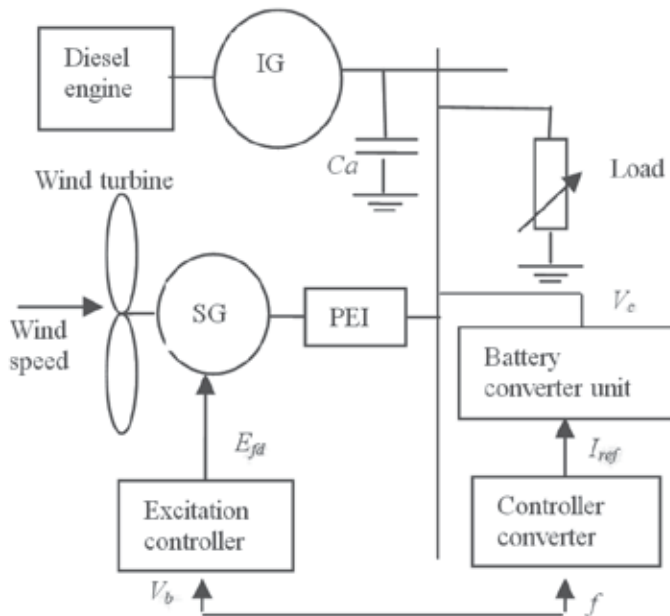 Diesel
engine
IG
Ca
Load
Wind turbine
Wind
speed
SG
PEI
Vc
Battery
converter unit
Efd
Iref
Excitation
controller
Controller
converter
Vb
f